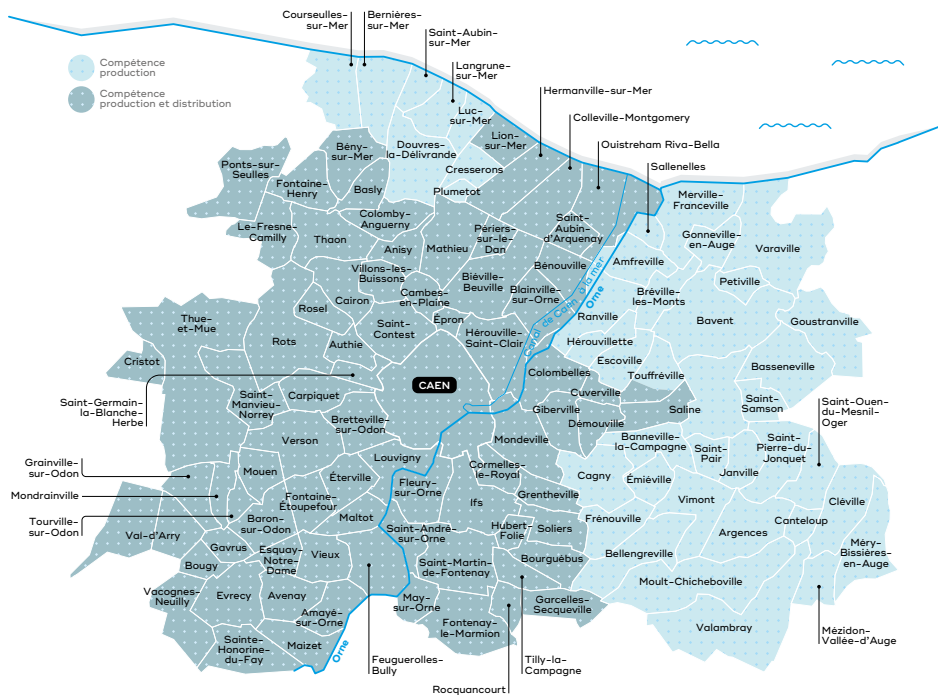 Courseulles-
sur-Mer
Bernières-
sur-Mer
Saint-Aubin-
sur-Mer
Langrune-
sur-Mer
Compétence
production
Compétence
production et distribution
Hermanville-sur-Mer
Colleville-Montgomery
Ouistreham Riva-Bella
Sallenelles
Luc-
sur-Mer
Lion-
sur-Mer
Douvres-
la-Délivrande
Bény-
sur-Mer
Cresserons
Plumetot
Ponts-sur-
Seulles
Fontaine-
Henry
Basly
Colomby-
Anguerny
Le-Fresne-
Camilly
Thaon
Anisy
Mathieu
Périers-
sur-le-
Dan
Saint-
Aubin-
d'Arquenay
Merville-
Franceville
Gonneville-
en-Auge
Varaville
Amfreville
Bénouville
Villons-les-
Buissons
Cambes-
en-Plaine
Biéville-
Beuville
Blainville-
sur-Orne
Petiville
Bréville-
les-Monts
Bavent
Goustranville
Ranville
Canal de Caen à la mer
Orne
Rosel
Cairon
Épron
Saint-
Contest
Hérouville-
Saint-Clair
Hérouvillette
Thue-
et-Mue
Rots
Authie
Cristot
Escoville
Touffréville
Basseneville
Colombelles
Cuverville
Saint-
Samson
CAEN
Saint-Germain-
la-Blanche-
Herbe
Saint-
Manvieu-
Norrey
Carpiquet
Bretteville-
sur-Odon
Giberville
Démouville
Saline
Saint-Ouen-
du-Mesnil-
Oger
Verson
Mondeville
Banneville-
la-Campagne
Saint-
Pair
Saint-
Pierre-du-
Jonquet
Louvigny
Grainville-
sur-Odon
Mouen
Éterville
Fleury-
sur-Orne
Cormelles-
le-Royal
Cagny
Émiéville
Janville
Mondrainville
Fontaine-
Étoupefour
Ifs
Grentheville
Vimont
Cléville
Tourville-
sur-Odon
Baron-
sur-Odon
Maltot
Saint-André-
sur-Orne
Hubert-
Folie
Soliers
Frénouville
Canteloup
Argences
Val-d'Arry
Gavrus
Esquay-
Notre-
Dame
Vieux
Bourguébus
Bellengreville
Méry-
Bissières-
en-Auge
Bougy
Saint-Martin-
de-Fontenay
Moult-Chicheboville
Vacognes-
Neuilly
Evrecy
Avenay
May-
sur-Orne
Garcelles-
Secqueville
Amayé-
sur-Orne
Fontenay-
le-Marmion
Valambray
Mézidon-
Vallée-d'Auge
Sainte-
Honorine-
du-Fay
Maizet
Orne
Feuguerolles-
Bully
Tilly-la-
Campagne
Rocquancourt